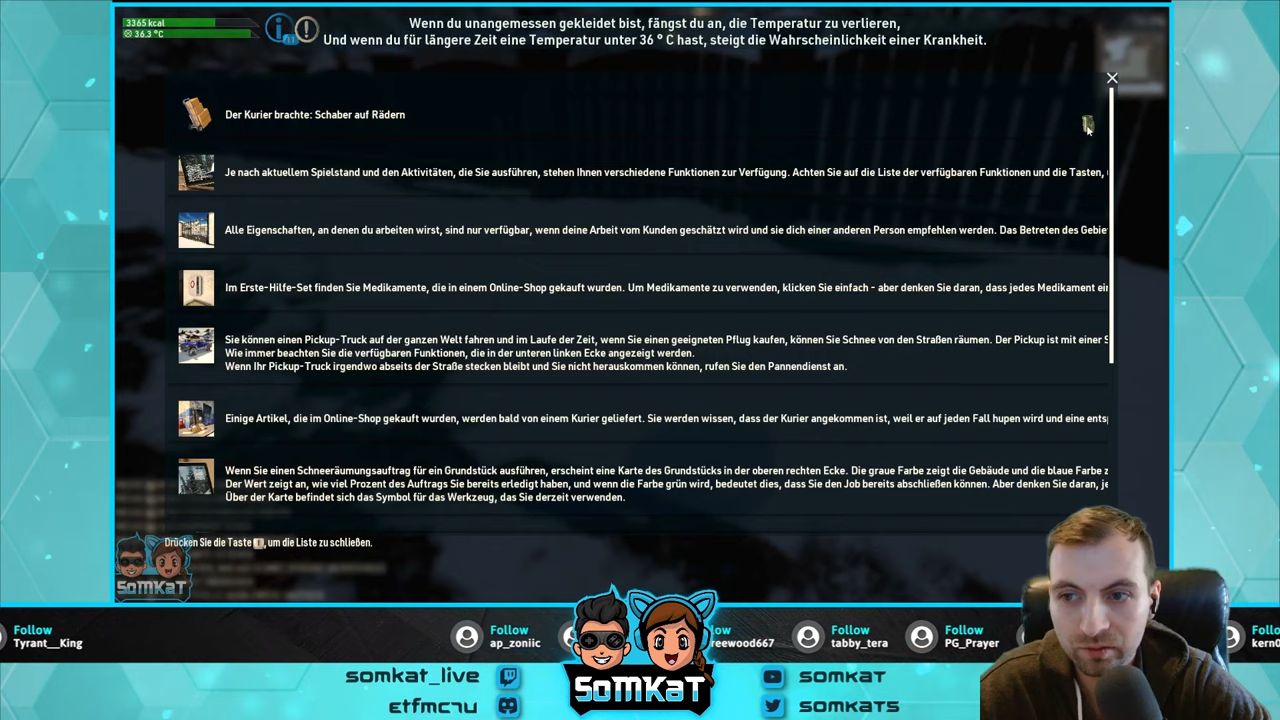 3365 kcal
36.3 °C
Wenn du unangemessen gekleidet bist, fängst du an, die Temperatur zu verlieren,
Und wenn du für längere Zeit eine Temperatur unter 36 ° C hast, steigt die Wahrscheinlichkeit einer Krankheit.
Der Kurier brachte: Schaber auf Rädern
Je nach aktuellem Spielstand und den Aktivitäten, die Sie ausführen, stehen Ihnen verschiedene Funktionen zur Verfügung. Achten Sie auf die Liste der verfügbaren Funktionen und die Tasten,
Alle Eigenschaften, an denen du arbeiten wirst, sind nur verfügbar, wenn deine Arbeit vom Kunden geschätzt wird und sie dich einer anderen Person empfehlen werden. Das Betreten des Gebie
Im Erste-Hilfe-Set finden Sie Medikamente, die in einem Online-Shop gekauft wurden. Um Medikamente zu verwenden, klicken Sie einfach - aber denken Sie daran, dass jedes Medikament ein
Sie können einen Pickup-Truck auf der ganzen Welt fahren und im Laufe der Zeit, wenn Sie einen geeigneten Pflug kaufen, können Sie Schnee von den Straßen räumen. Der Pickup ist mit einer S
Wie immer beachten Sie die verfügbaren Funktionen, die in der unteren linken Ecke angezeigt werden.
Wenn Ihr Pickup-Truck irgendwo abseits der Straße stecken bleibt und Sie nicht herauskommen können, rufen Sie den Pannendienst an.
Einige Artikel, die im Online-Shop gekauft wurden, werden bald von einem Kurier geliefert. Sie werden wissen, dass der Kurier angekommen ist, weil er auf jeden Fall hupen wird und eine ents
Wenn Sie einen Schneeräumungsauftrag für ein Grundstück ausführen, erscheint eine Karte des Grundstücks in der oberen rechten Ecke. Die graue Farbe zeigt die Gebäude und die blaue Farbe z
Der Wert zeigt an, wie viel Prozent des Auftrags Sie bereits erledigt haben, und wenn die Farbe grün wird, bedeutet dies, dass Sie den Job bereits abschließen können. Aber denken Sie daran, je
Über der Karte befindet sich das Symbol für das Werkzeug, das Sie derzeit verwenden.
Drücken Sie die Taste , um die Liste zu schließen.
SOMKAT
Follow Follow low Follow Follow Follo
Tyrant__King ap_zoniic reewood667 tabby_tera PG_Prayer kern0
somkat_live
SOMKAT
somkat
somkats